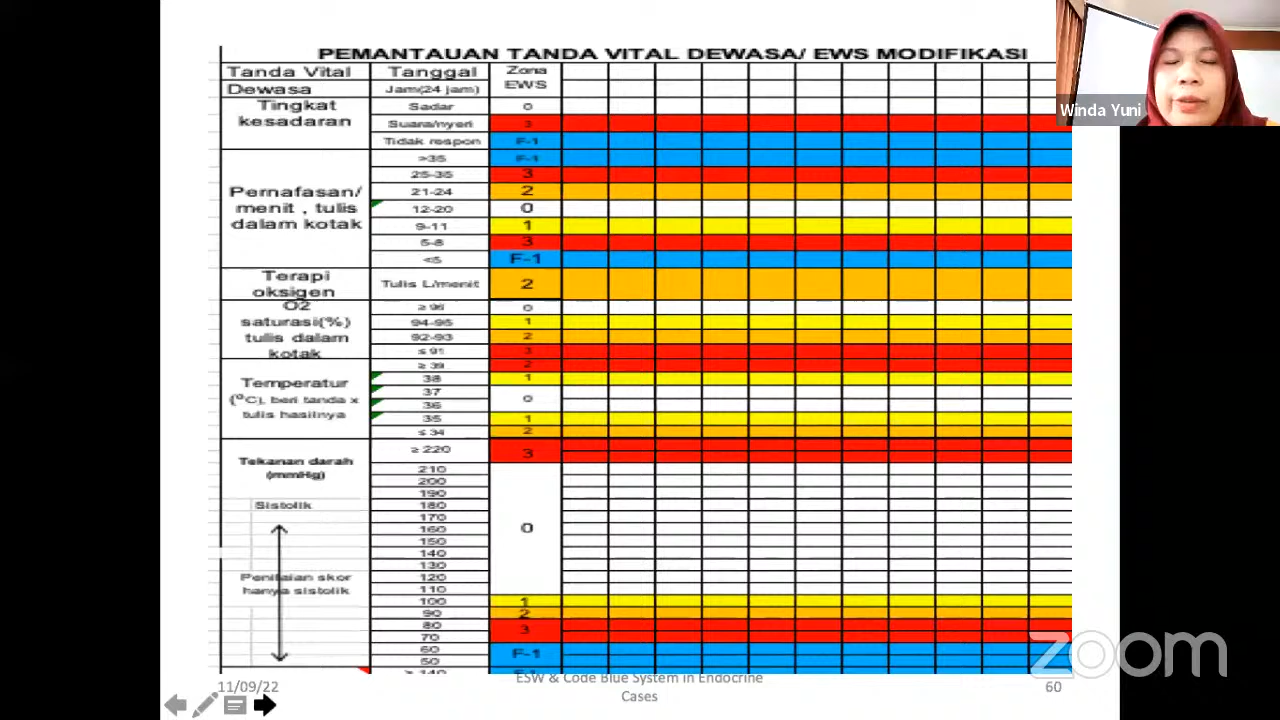 PEMANTAUAN TANDA VITAL DEWASA/ EWS MODIFIKASI
Tanda Vital Dewasa
Tanggal
Jam(24 jam)
Zona EWS
Tingkat kesadaran
Sadar 0
Suara/nyeri 3
Tidak respon F-1
Pernafasan/ menit , tulis dalam kotak
>35 F-1
25-35 3
21-24 2
12-20 0
9-11 1
5-8 3
<5 F-1
Terapi oksigen
Tulis L/menit 2
O2 saturasi(%) tulis dalam kotak
≥ 96 0
94-95 1
92-93 2
≤ 91 3
Temperatur (°C), beri tanda x tulis hasilnya
≥ 39 2
38 1
37
36
0
35 1
≤ 34 2
Tekanan darah (mmHg)
Sistolik
Penilaian skor hanya sistolik
≥ 220 3
210
200
190
180
170
160
150
140
130
120
110
0
100 1
90 2
80
70
3
60
50
F-1
11/09/22
ESW & Code Blue System in Endocrine
Cases
60
Winda Yuni
zoom